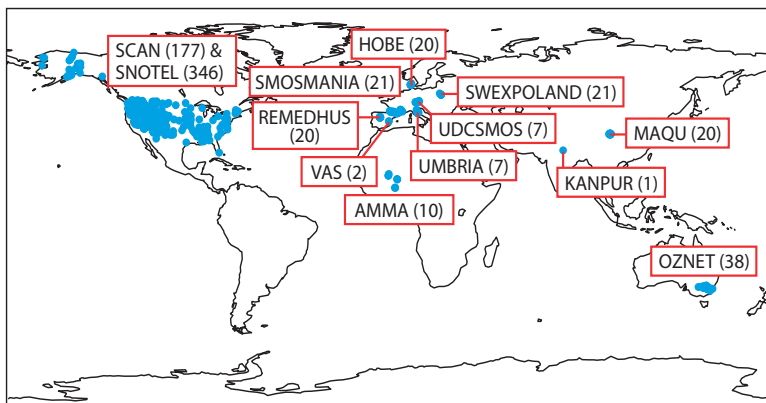 SCAN (177) &
SNOTEL (346)
HOBE (20)
SMOSMANIA (21)
SWEXPOLAND (21)
REMEDHUS
(20)
UDCSMOS (7)
MAQU (20)
VAS (2)
UMBRIA (7)
KANPUR (1)
AMMA (10)
OZNET (38)